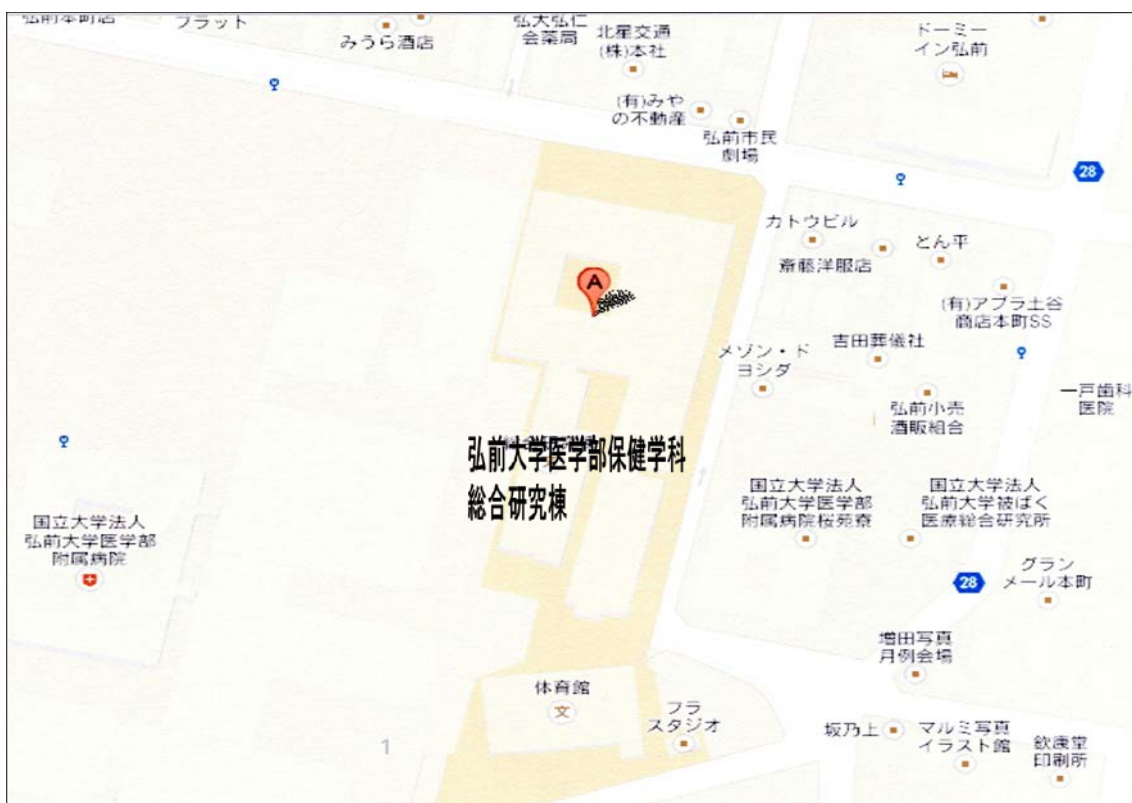 弘前本町店
フラット
みうら酒店
弘大弘仁
会薬局
北星交通
(株)本社
ドーミー
イン弘前
(有)みや
の不動産
弘前市民
劇場
28
カトウビル
斎藤洋服店
とん平
(有)アブラ土谷
商店本町SS
A
メゾン・ド
ヨシダ
吉田葬儀社
弘前小売
酒販組合
一戸歯科
医院
弘前大学医学部保健学科
総合研究棟
国立大学法人
弘前大学医学部
附属病院
国立大学法人
弘前大学医学部
附属病院桜苑寮
国立大学法人
弘前大学被ばく
医療総合研究所
28
グラン
メール本町
増田写真
月例会場
体育館
文
フラ
スタジオ
坂乃上
マルミ写真
イラスト館
欽康堂
印刷所
1